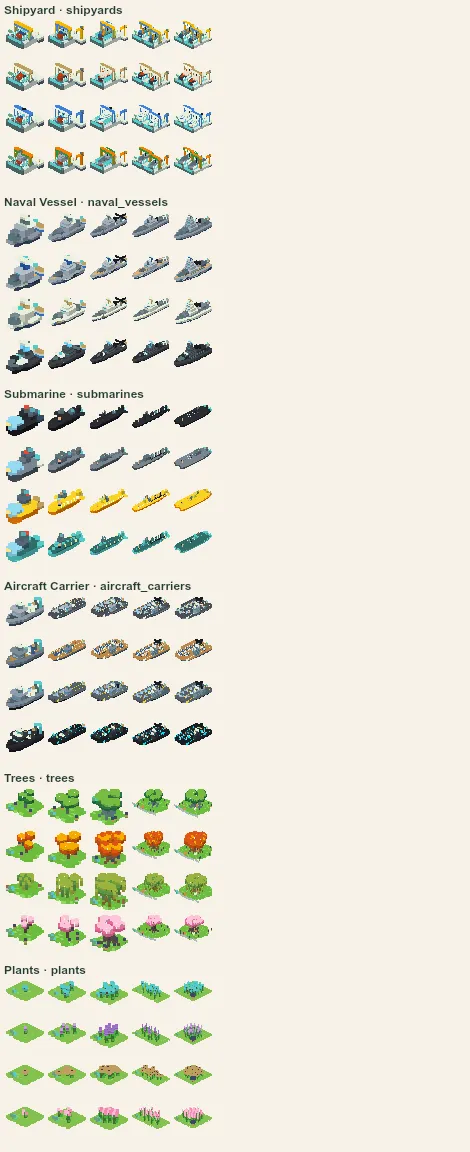 Shipyard · shipyards
Naval Vessel · naval_vessels
Submarine · submarines
Aircraft Carrier · aircraft_carriers
Trees · trees
Plants · plants